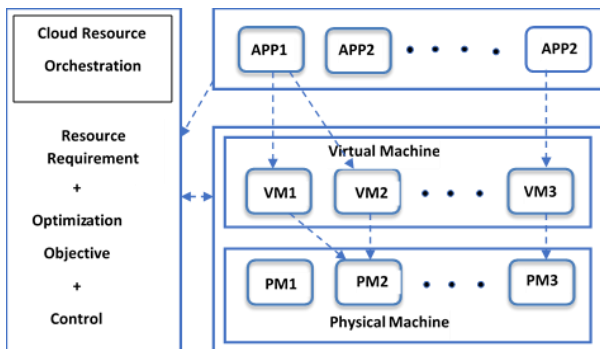 Cloud Resource
Orchestration
Resource
Requirement
+
Optimization
Objective
+
Control
APP1 APP2 APP2
Virtual Machine
VM1 VM2 VM3
PM1 PM2 PM3
Physical Machine